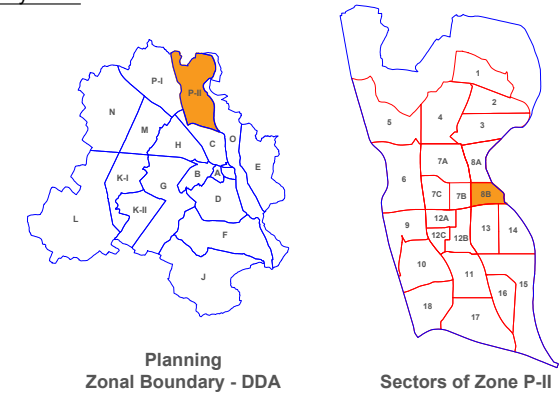 P-I
P-II
N
M
H
C
O
E
B
A
K-I
G
D
K-II
L
F
J
Planning
Zonal Boundary - DDA
1
2
3
4
5
6
7A
8A
7C
7B
8B
9
12A
12C
12B
13
14
10
11
15
16
18
17
Sectors of Zone P-II